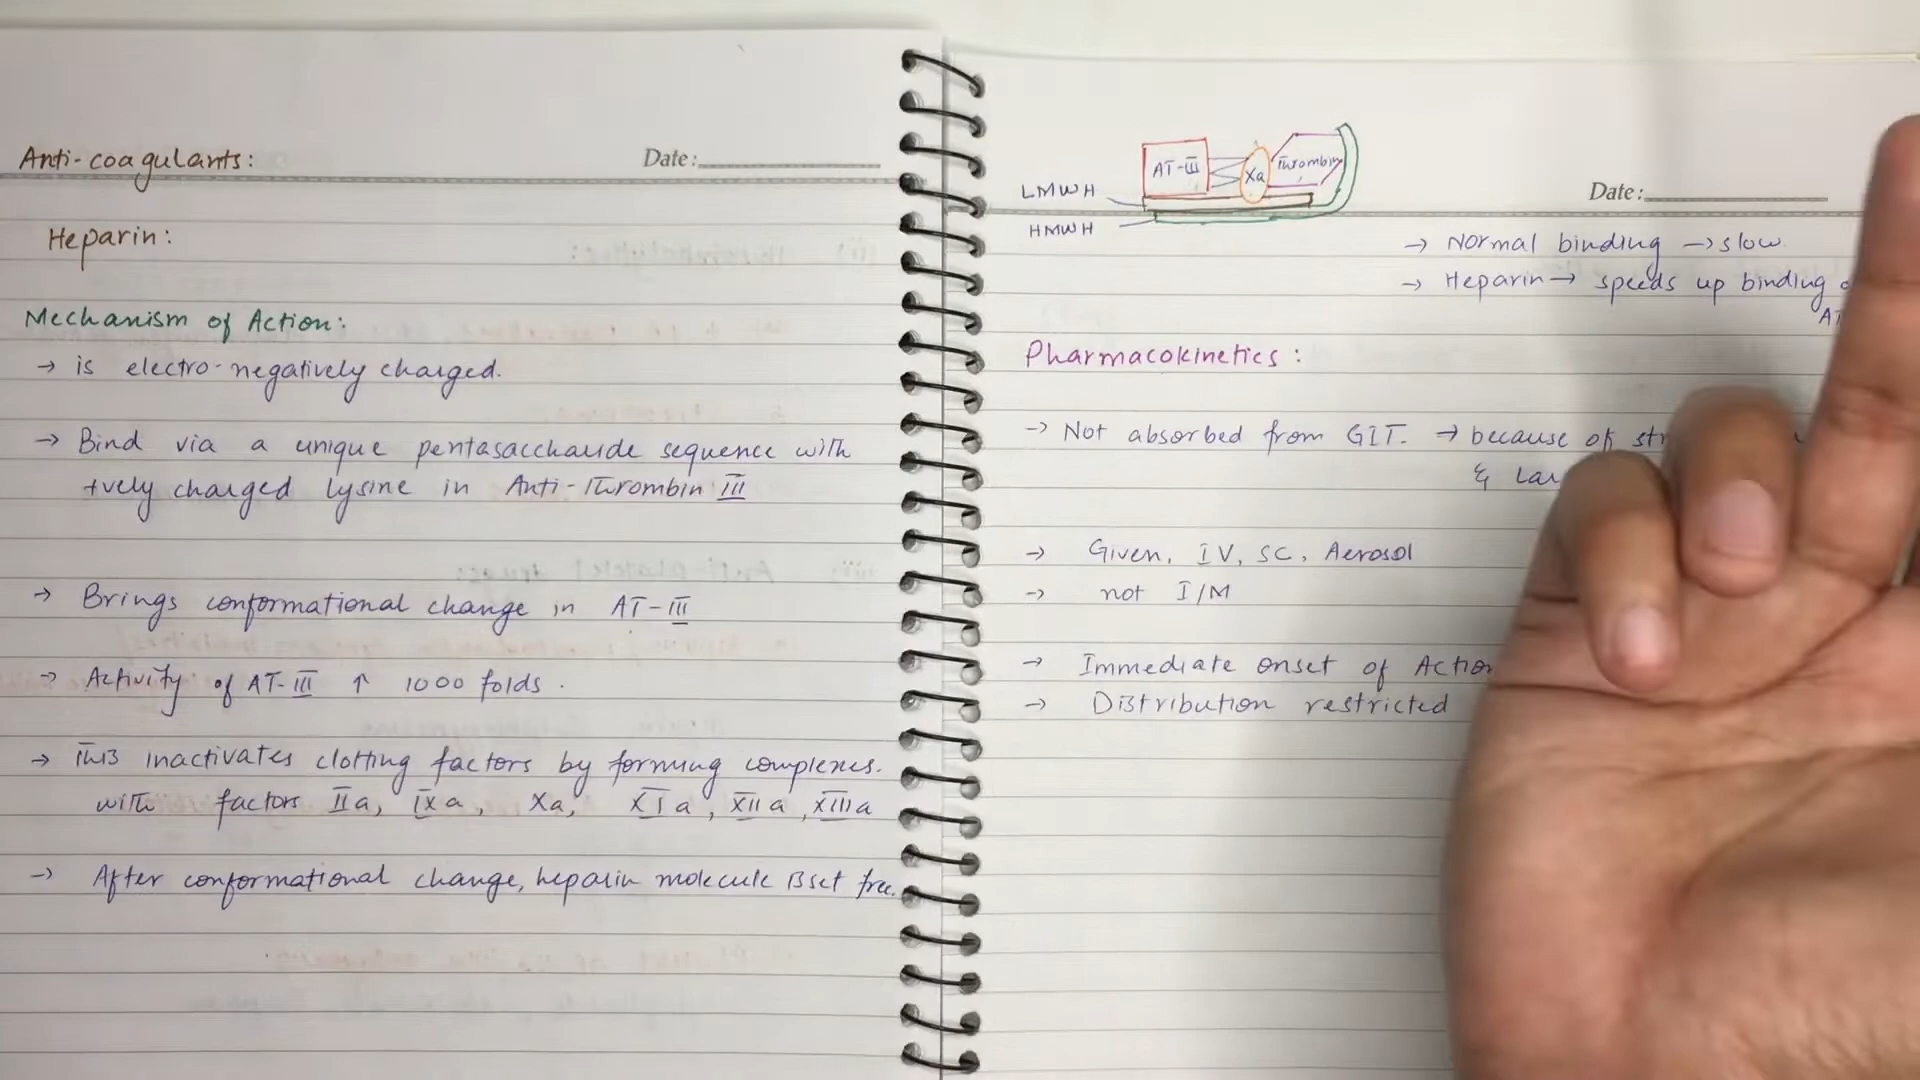 Anti-coagulants:
Date:
Heparin:
Mechanism of Action:
→ is electro-negatively charged.
→ Bind via a unique pentasaccharide sequence with
+vely charged lysine in Anti-Thrombin III
→ Brings conformational change in AT-III
→ Activity of AT-III ↑ 1000 folds.
→ This inactivates clotting factors by forming complexes.
with factors IIa, IXa, Xa, XIa, XIIa, XIIIa
→ After conformational change, heparin molecule is set free.
AT-III Xa Thrombin
LMWH
HMWH
Date:
→ Normal binding → slow.
→ Heparin → speeds up binding
AT
Pharmacokinetics:
→ Not absorbed from GIT. → because of
&
→ Given, IV, SC, Aerosol
→ not I/M
→ Immediate onset of Action
→ Distribution restricted